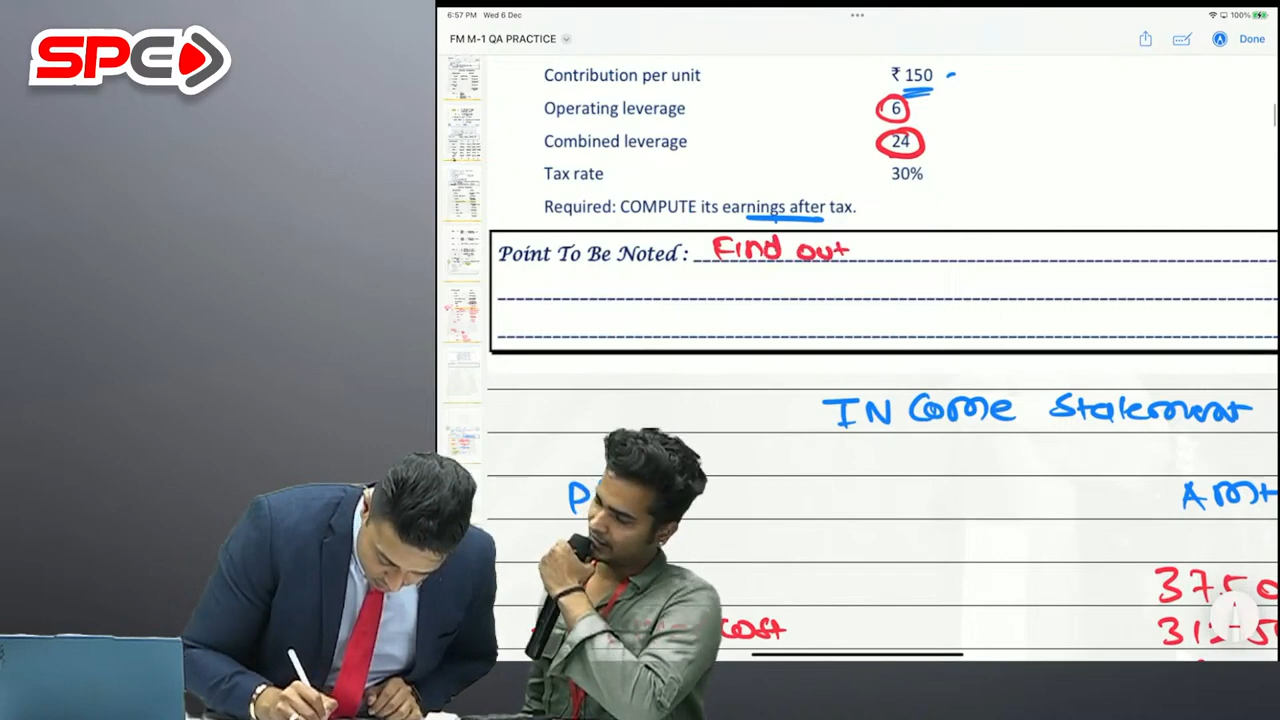 SPED
6:57 PM Wed 6 Dec
100%
FM M-1 QA PRACTICE
Done
Contribution per unit ₹ 150
Operating leverage 6
Combined leverage 24
Tax rate 30%
Required: COMPUTE its earnings after tax.
Point To Be Noted : Find out
INCome Statement
Amt
3750
cost